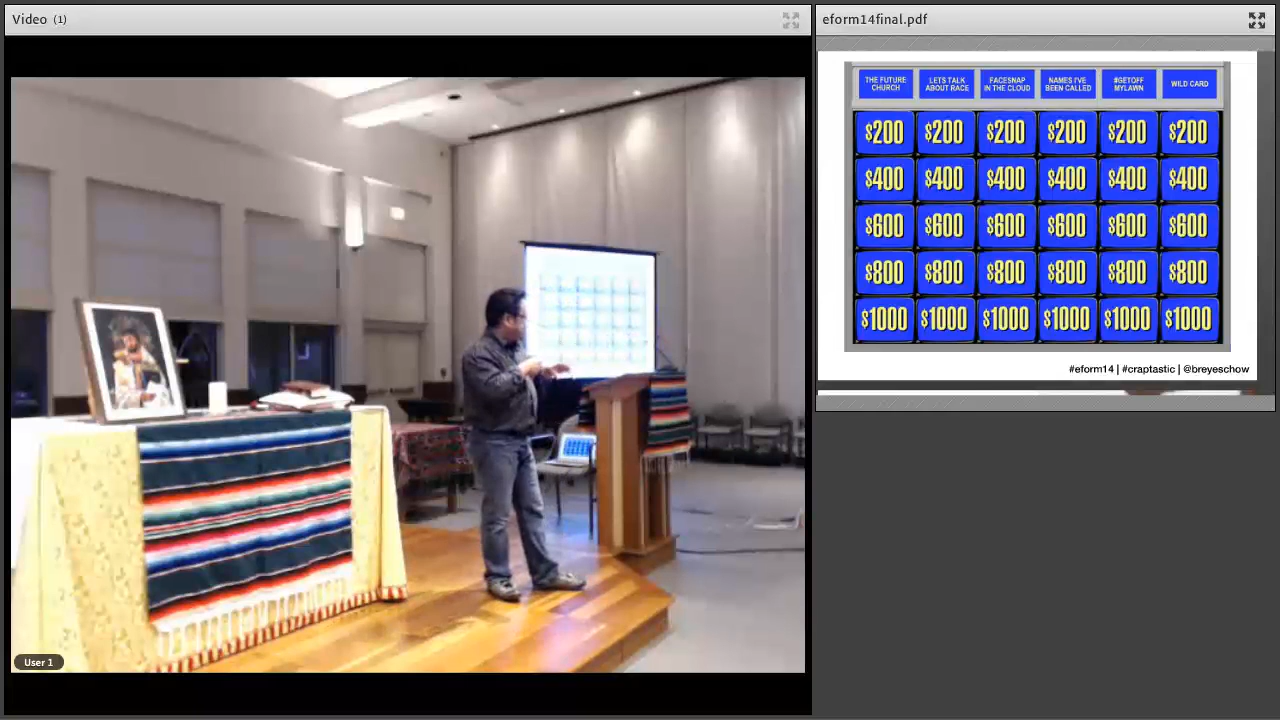 Video (1)
eform14final.pdf
THE FUTURE CHURCH
LETS TALK ABOUT RACE
FACESNAP IN THE CLOUD
NAMES I'VE BEEN CALLED
#GETOFF MYLAWN
WILD CARD
$200 $200 $200 $200 $200 $200
$400 $400 $400 $400 $400 $400
$600 $600 $600 $600 $600 $600
$800 $800 $800 $800 $800 $800
$1000 $1000 $1000 $1000 $1000 $1000
#eform14 | #craptastic | @breyeschow
User 1